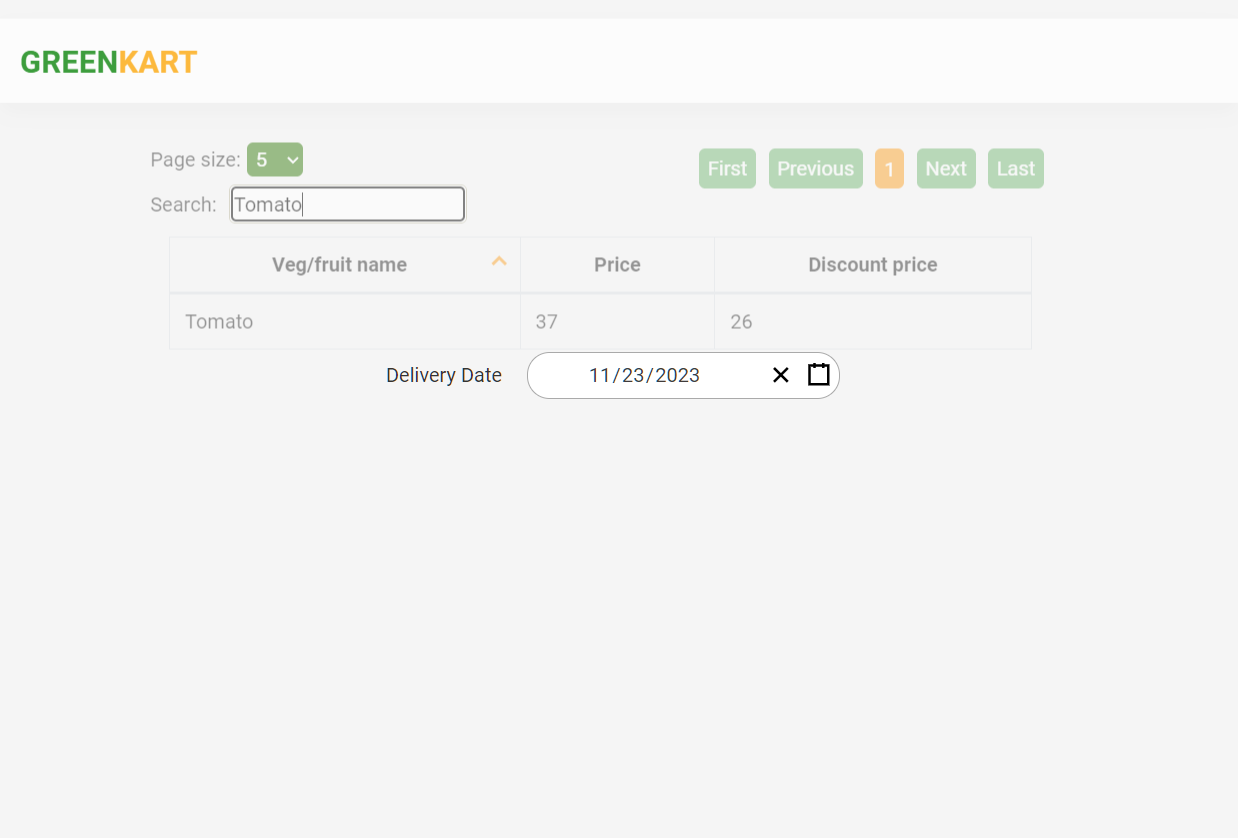 GREENKART
Page size: 5
First Previous 1 Next Last
Search: Tomato
Veg/fruit name Price Discount price
Tomato 37 26
Delivery Date 11/23/2023